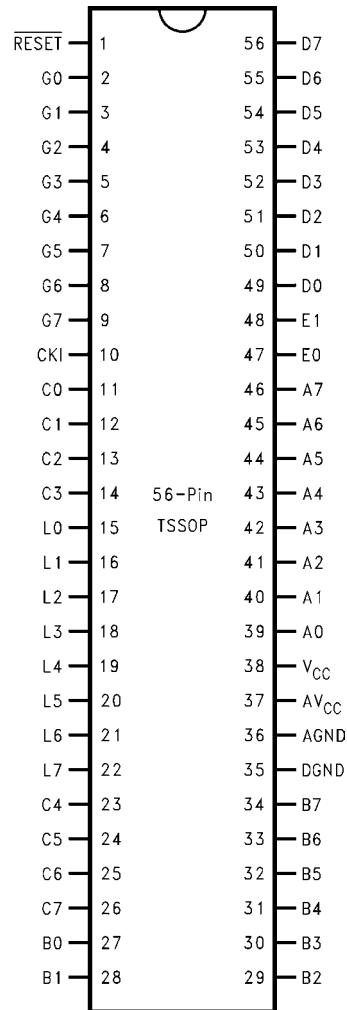 RESET 1 56 D7
G0 2 55 D6
G1 3 54 D5
G2 4 53 D4
G3 5 52 D3
G4 6 51 D2
G5 7 50 D1
G6 8 49 D0
G7 9 48 E1
CKI 10 47 E0
C0 11 46 A7
C1 12 45 A6
C2 13 44 A5
C3 14 56-Pin 43 A4
L0 15 TSSOP 42 A3
L1 16 41 A2
L2 17 40 A1
L3 18 39 A0
L4 19 38 VCC
L5 20 37 AVCC
L6 21 36 AGND
L7 22 35 DGND
C4 23 34 B7
C5 24 33 B6
C6 25 32 B5
C7 26 31 B4
B0 27 30 B3
B1 28 29 B2